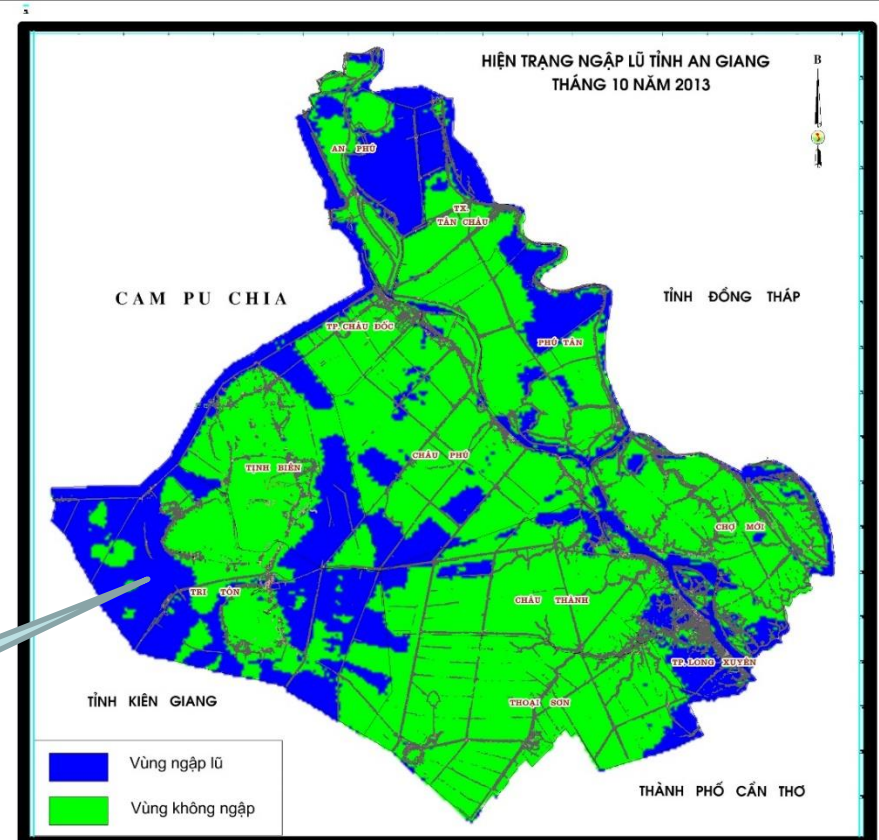 HIỆN TRẠNG NGẬP LŨ TỈNH AN GIANG
THÁNG 10 NĂM 2013
B
AN PHÚ
TX.
TÂN CHÂU
CAM PU CHIA
TỈNH ĐỒNG THÁP
TP. CHÂU ĐỐC
PHÚ TÂN
CHÂU PHÚ
TỊNH BIÊN
CHỢ MỚI
TRI TÔN
CHÂU THÀNH
TP. LONG XUYÊN
TỈNH KIÊN GIANG
THOẠI SƠN
Vùng ngập lũ
THÀNH PHỐ CẦN THƠ
Vùng không ngập